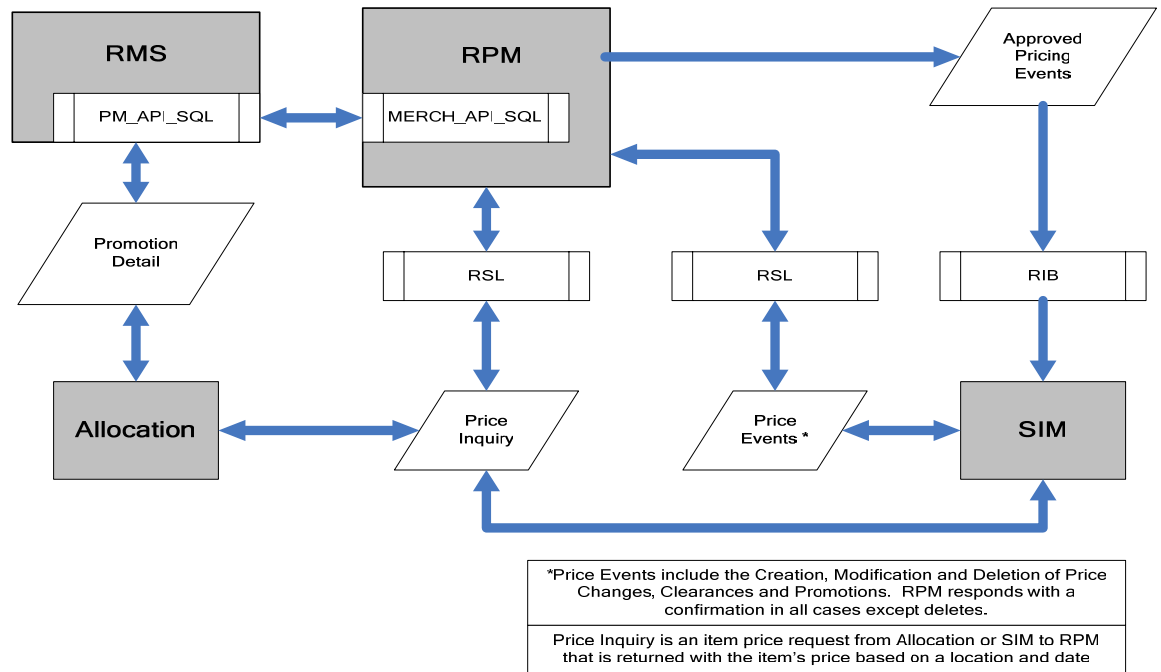 RMS
RPM
Approved
Pricing
Events
PM_API_SQL
MERCH_API_SQL
Promotion
Detail
RSL
RSL
RIB
Allocation
Price
Inquiry
Price
Events *
SIM
*Price Events include the Creation, Modification and Deletion of Price
Changes, Clearances and Promotions. RPM responds with a
confirmation in all cases except deletes.
Price Inquiry is an item price request from Allocation or SIM to RPM
that is returned with the item's price based on a location and date